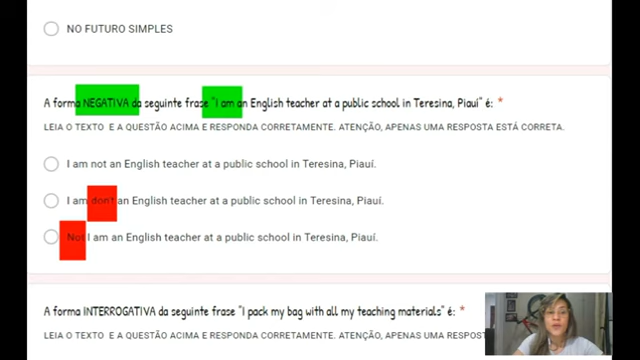 NO FUTURO SIMPLES
A forma NEGATIVA da seguinte frase "I am an English teacher at a public school in Teresina, Piauí" é: *
LEIA O TEXTO E A QUESTÃO ACIMA E RESPONDA CORRETAMENTE. ATENÇÃO, APENAS UMA RESPOSTA ESTÁ CORRETA.
I am not an English teacher at a public school in Teresina, Piauí.
I am don't an English teacher at a public school in Teresina, Piauí.
Not I am an English teacher at a public school in Teresina, Piauí.
A forma INTERROGATIVA da seguinte frase "I pack my bag with all my teaching materials" é: *
LEIA O TEXTO E A QUESTÃO ACIMA E RESPONDA CORRETAMENTE. ATENÇÃO, APENAS UMA RESPOST